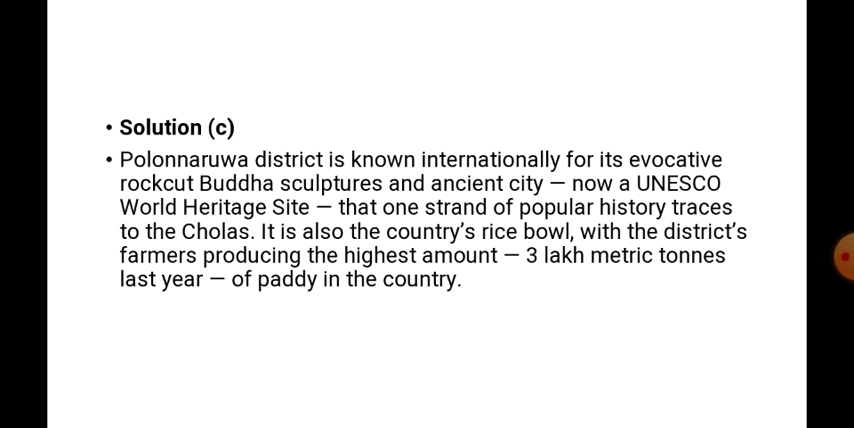 • Solution (c)
• Polonnaruwa district is known internationally for its evocative
rockcut Buddha sculptures and ancient city — now a UNESCO
World Heritage Site — that one strand of popular history traces
to the Cholas. It is also the country’s rice bowl, with the district’s
farmers producing the highest amount — 3 lakh metric tonnes
last year — of paddy in the country.